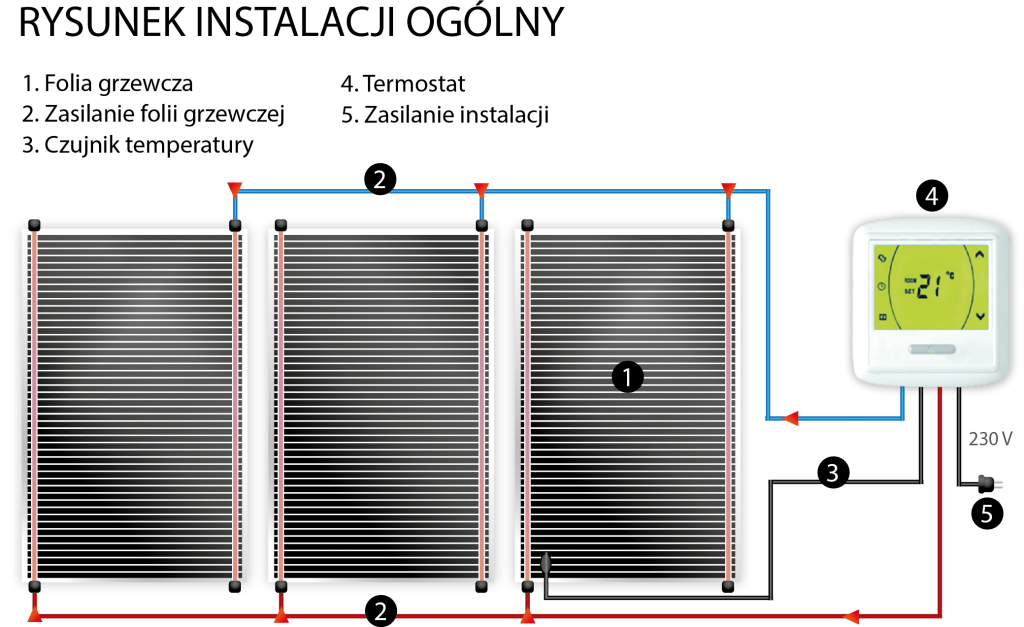 RYSUNEK INSTALACJI OGÓLNY
1. Folia grzewcza
2. Zasilanie folii grzewczej
3. Czujnik temperatury
4. Termostat
5. Zasilanie instalacji
2
4
ROOM
SET
21 °C
1
230 V
3
5
2